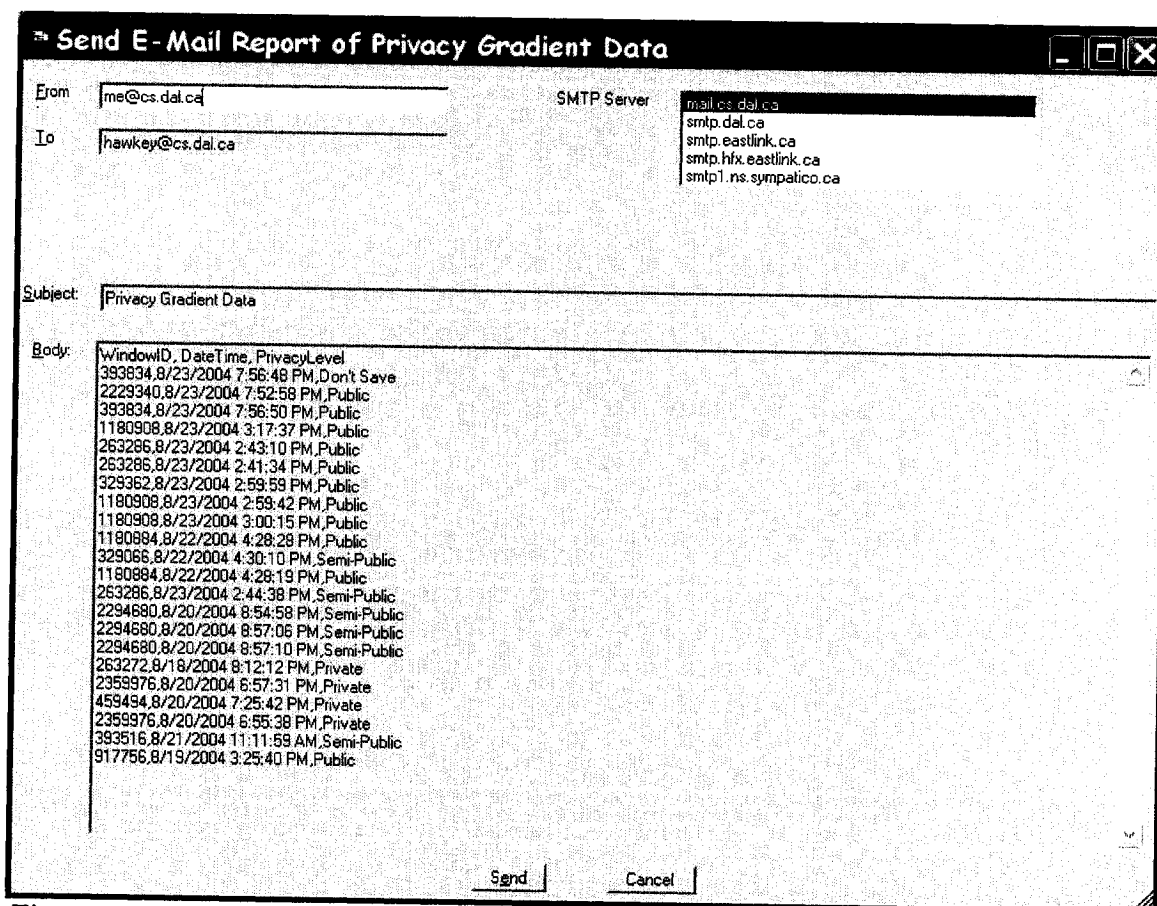 Send E-Mail Report of Privacy Gradient Data
From me@cs.dal.ca
SMTP Server mail.cs.dal.ca
smtp.dal.ca
smtp.eastlink.ca
smtp.hfx.eastlink.ca
smtp1.ns.sympatico.ca
To hawkey@cs.dal.ca
Subject: Privacy Gradient Data
Body: WindowID, DateTime, PrivacyLevel
393834,8/23/2004 7:56:48 PM,Don't Save
2229340,8/23/2004 7:52:58 PM,Public
393834,8/23/2004 7:56:50 PM,Public
1180908,8/23/2004 3:17:37 PM,Public
263286,8/23/2004 2:43:10 PM,Public
263286,8/23/2004 2:41:34 PM,Public
329362,8/23/2004 2:59:59 PM,Public
1180908,8/23/2004 2:59:42 PM,Public
1180908,8/23/2004 3:00:15 PM,Public
1180884,8/22/2004 4:28:28 PM,Public
329066,8/22/2004 4:30:10 PM,Semi-Public
1180884,8/22/2004 4:28:19 PM,Public
263286,8/23/2004 2:44:38 PM,Semi-Public
2294680,8/20/2004 8:54:58 PM,Semi-Public
2294680,8/20/2004 8:57:06 PM,Semi-Public
2294680,8/20/2004 8:57:10 PM,Semi-Public
263272,8/18/2004 8:12:12 PM,Private
2359976,8/20/2004 6:57:31 PM,Private
459494,8/20/2004 7:25:42 PM,Private
2359976,8/20/2004 6:55:38 PM,Private
393516,8/21/2004 11:11:59 AM,Semi-Public
917756,8/19/2004 3:25:40 PM,Public
Send Cancel